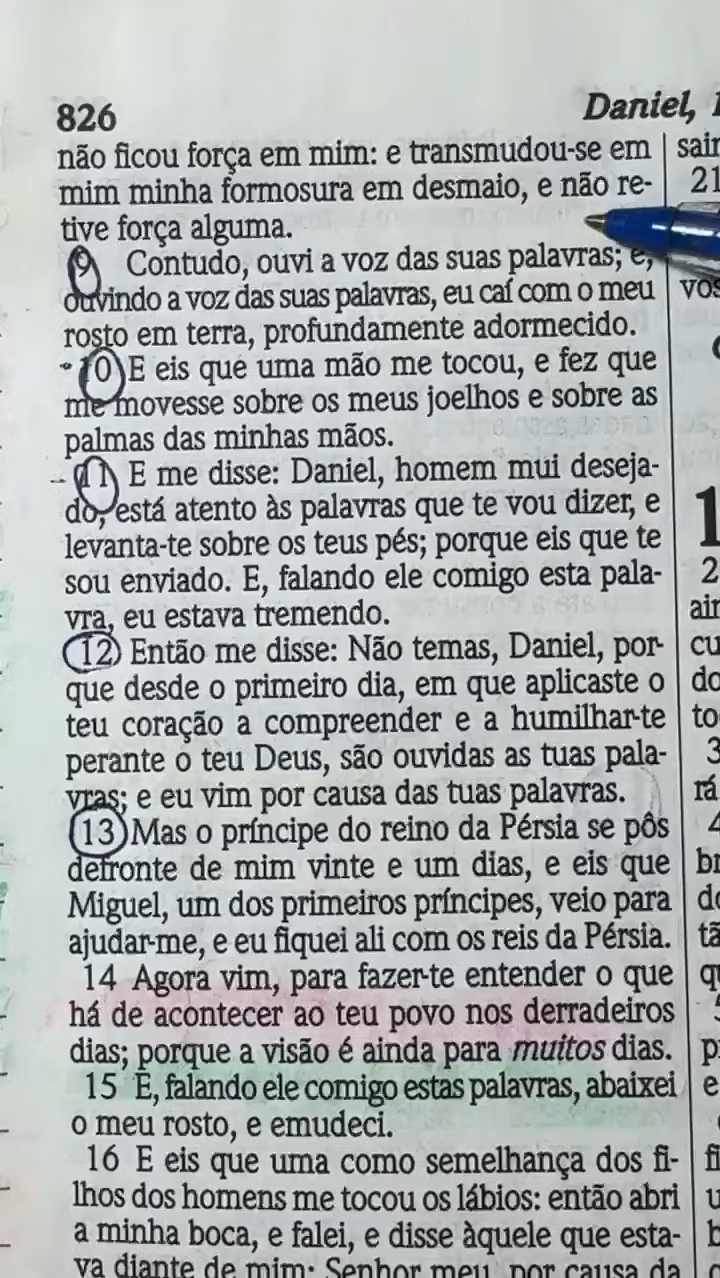 826
Daniel,
não ficou força em mim: e transmudou-se em
mim minha formosura em desmaio, e não re-
tive força alguma.
9 Contudo, ouvi a voz das suas palavras; e,
ouvindo a voz das suas palavras, eu caí com o meu
rosto em terra, profundamente adormecido.
10 E eis que uma mão me tocou, e fez que
me movesse sobre os meus joelhos e sobre as
palmas das minhas mãos.
11 E me disse: Daniel, homem mui deseja-
do, está atento às palavras que te vou dizer, e
levanta-te sobre os teus pés; porque eis que te
sou enviado. E, falando ele comigo esta pala-
vra, eu estava tremendo.
12 Então me disse: Não temas, Daniel, por-
que desde o primeiro dia, em que aplicaste o
teu coração a compreender e a humilhar-te
perante o teu Deus, são ouvidas as tuas pala-
vras; e eu vim por causa das tuas palavras.
13 Mas o príncipe do reino da Pérsia se pôs
defronte de mim vinte e um dias, e eis que
Miguel, um dos primeiros príncipes, veio para
ajudar-me, e eu fiquei ali com os reis da Pérsia.
14 Agora vim, para fazer-te entender o que
há de acontecer ao teu povo nos derradeiros
dias; porque a visão é ainda para muitos dias.
15 E, falando ele comigo estas palavras, abaixei
o meu rosto, e emudeci.
16 E eis que uma como semelhança dos fi-
lhos dos homens me tocou os lábios: então abri
a minha boca, e falei, e disse àquele que esta-
va diante de mim: Senhor meu, por causa da
sair
21
vos